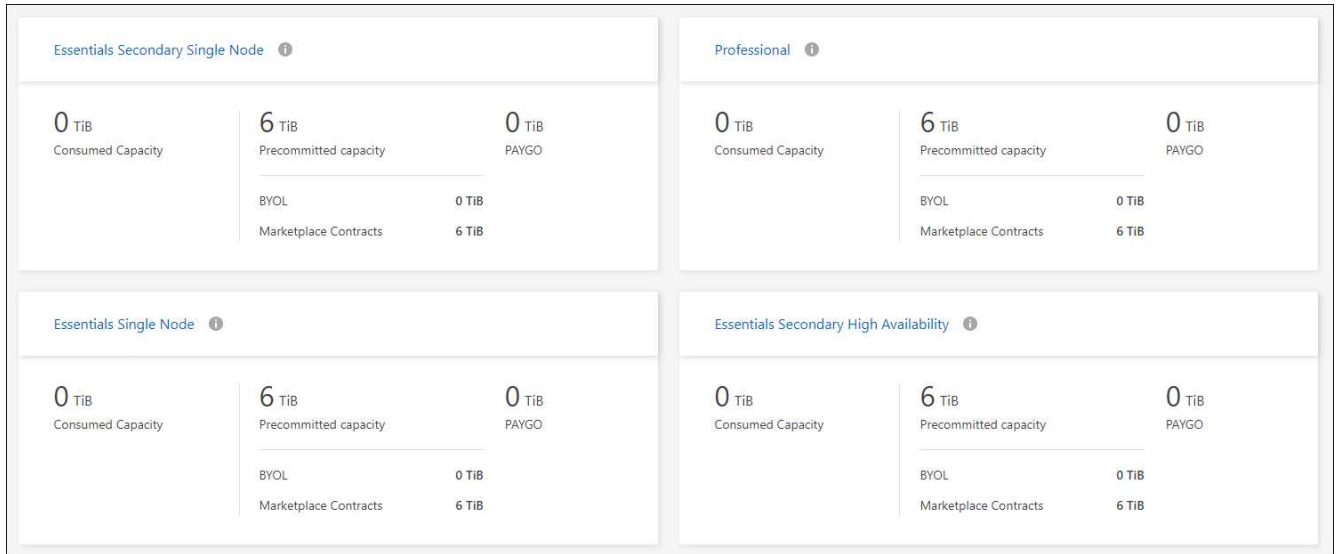 Essentials Secondary Single Node
0 TiB
Consumed Capacity
6 TiB
Precommitted capacity
BYOL 0 TiB
Marketplace Contracts 6 TiB
0 TiB
PAYGO
Professional
0 TiB
Consumed Capacity
6 TiB
Precommitted capacity
BYOL 0 TiB
Marketplace Contracts 6 TiB
0 TiB
PAYGO
Essentials Single Node
0 TiB
Consumed Capacity
6 TiB
Precommitted capacity
BYOL 0 TiB
Marketplace Contracts 6 TiB
0 TiB
PAYGO
Essentials Secondary High Availability
0 TiB
Consumed Capacity
6 TiB
Precommitted capacity
BYOL 0 TiB
Marketplace Contracts 6 TiB
0 TiB
PAYGO